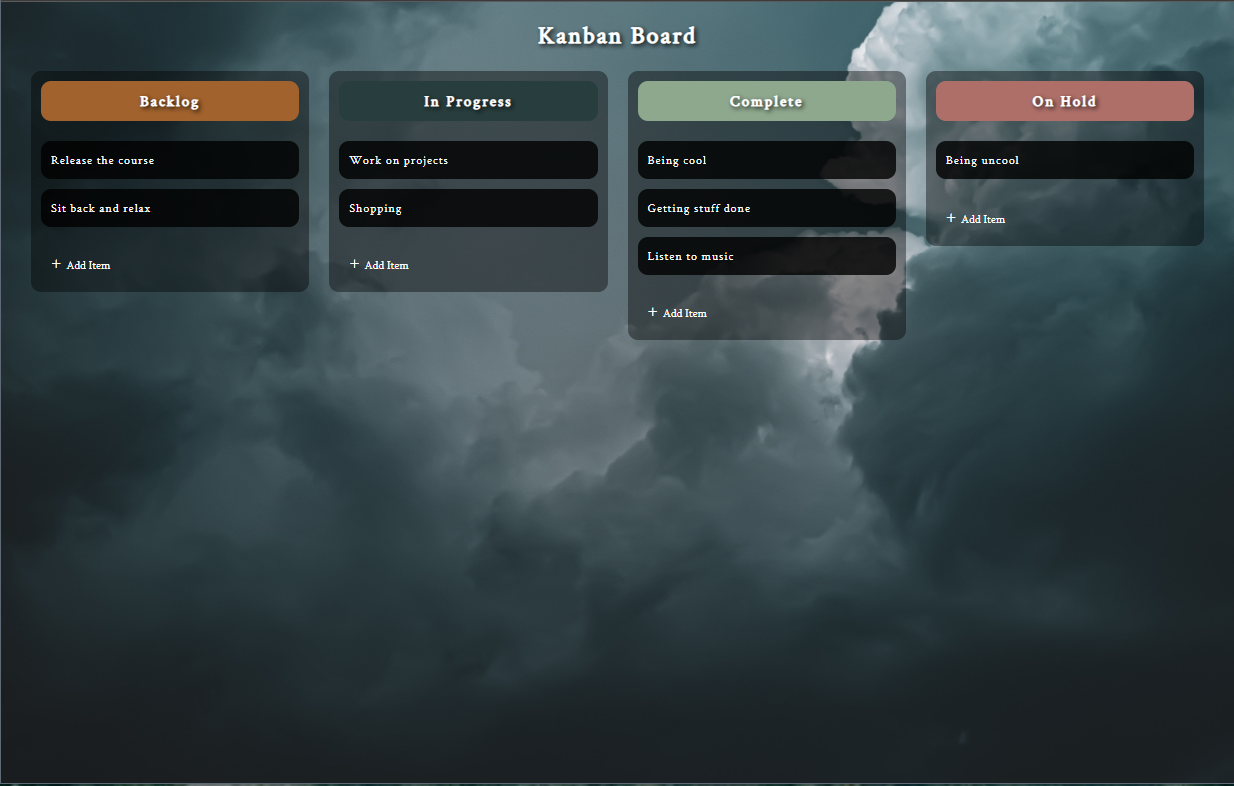 Kanban Board
Backlog
Release the course
Sit back and relax
+ Add Item
In Progress
Work on projects
Shopping
+ Add Item
Complete
Being cool
Getting stuff done
Listen to music
+ Add Item
On Hold
Being uncool
+ Add Item